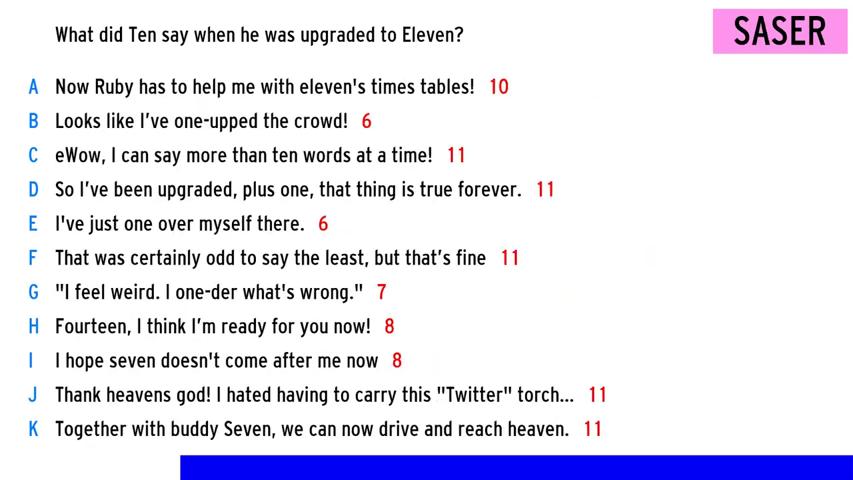 What did Ten say when he was upgraded to Eleven?
SASER
A Now Ruby has to help me with eleven's times tables! 10
B Looks like I've one-upped the crowd! 6
C eWow, I can say more than ten words at a time! 11
D So I've been upgraded, plus one, that thing is true forever. 11
E I've just one over myself there. 6
F That was certainly odd to say the least, but that's fine 11
G "I feel weird. I one-der what's wrong." 7
H Fourteen, I think I'm ready for you now! 8
I I hope seven doesn't come after me now 8
J Thank heavens god! I hated having to carry this "Twitter" torch... 11
K Together with buddy Seven, we can now drive and reach heaven. 11